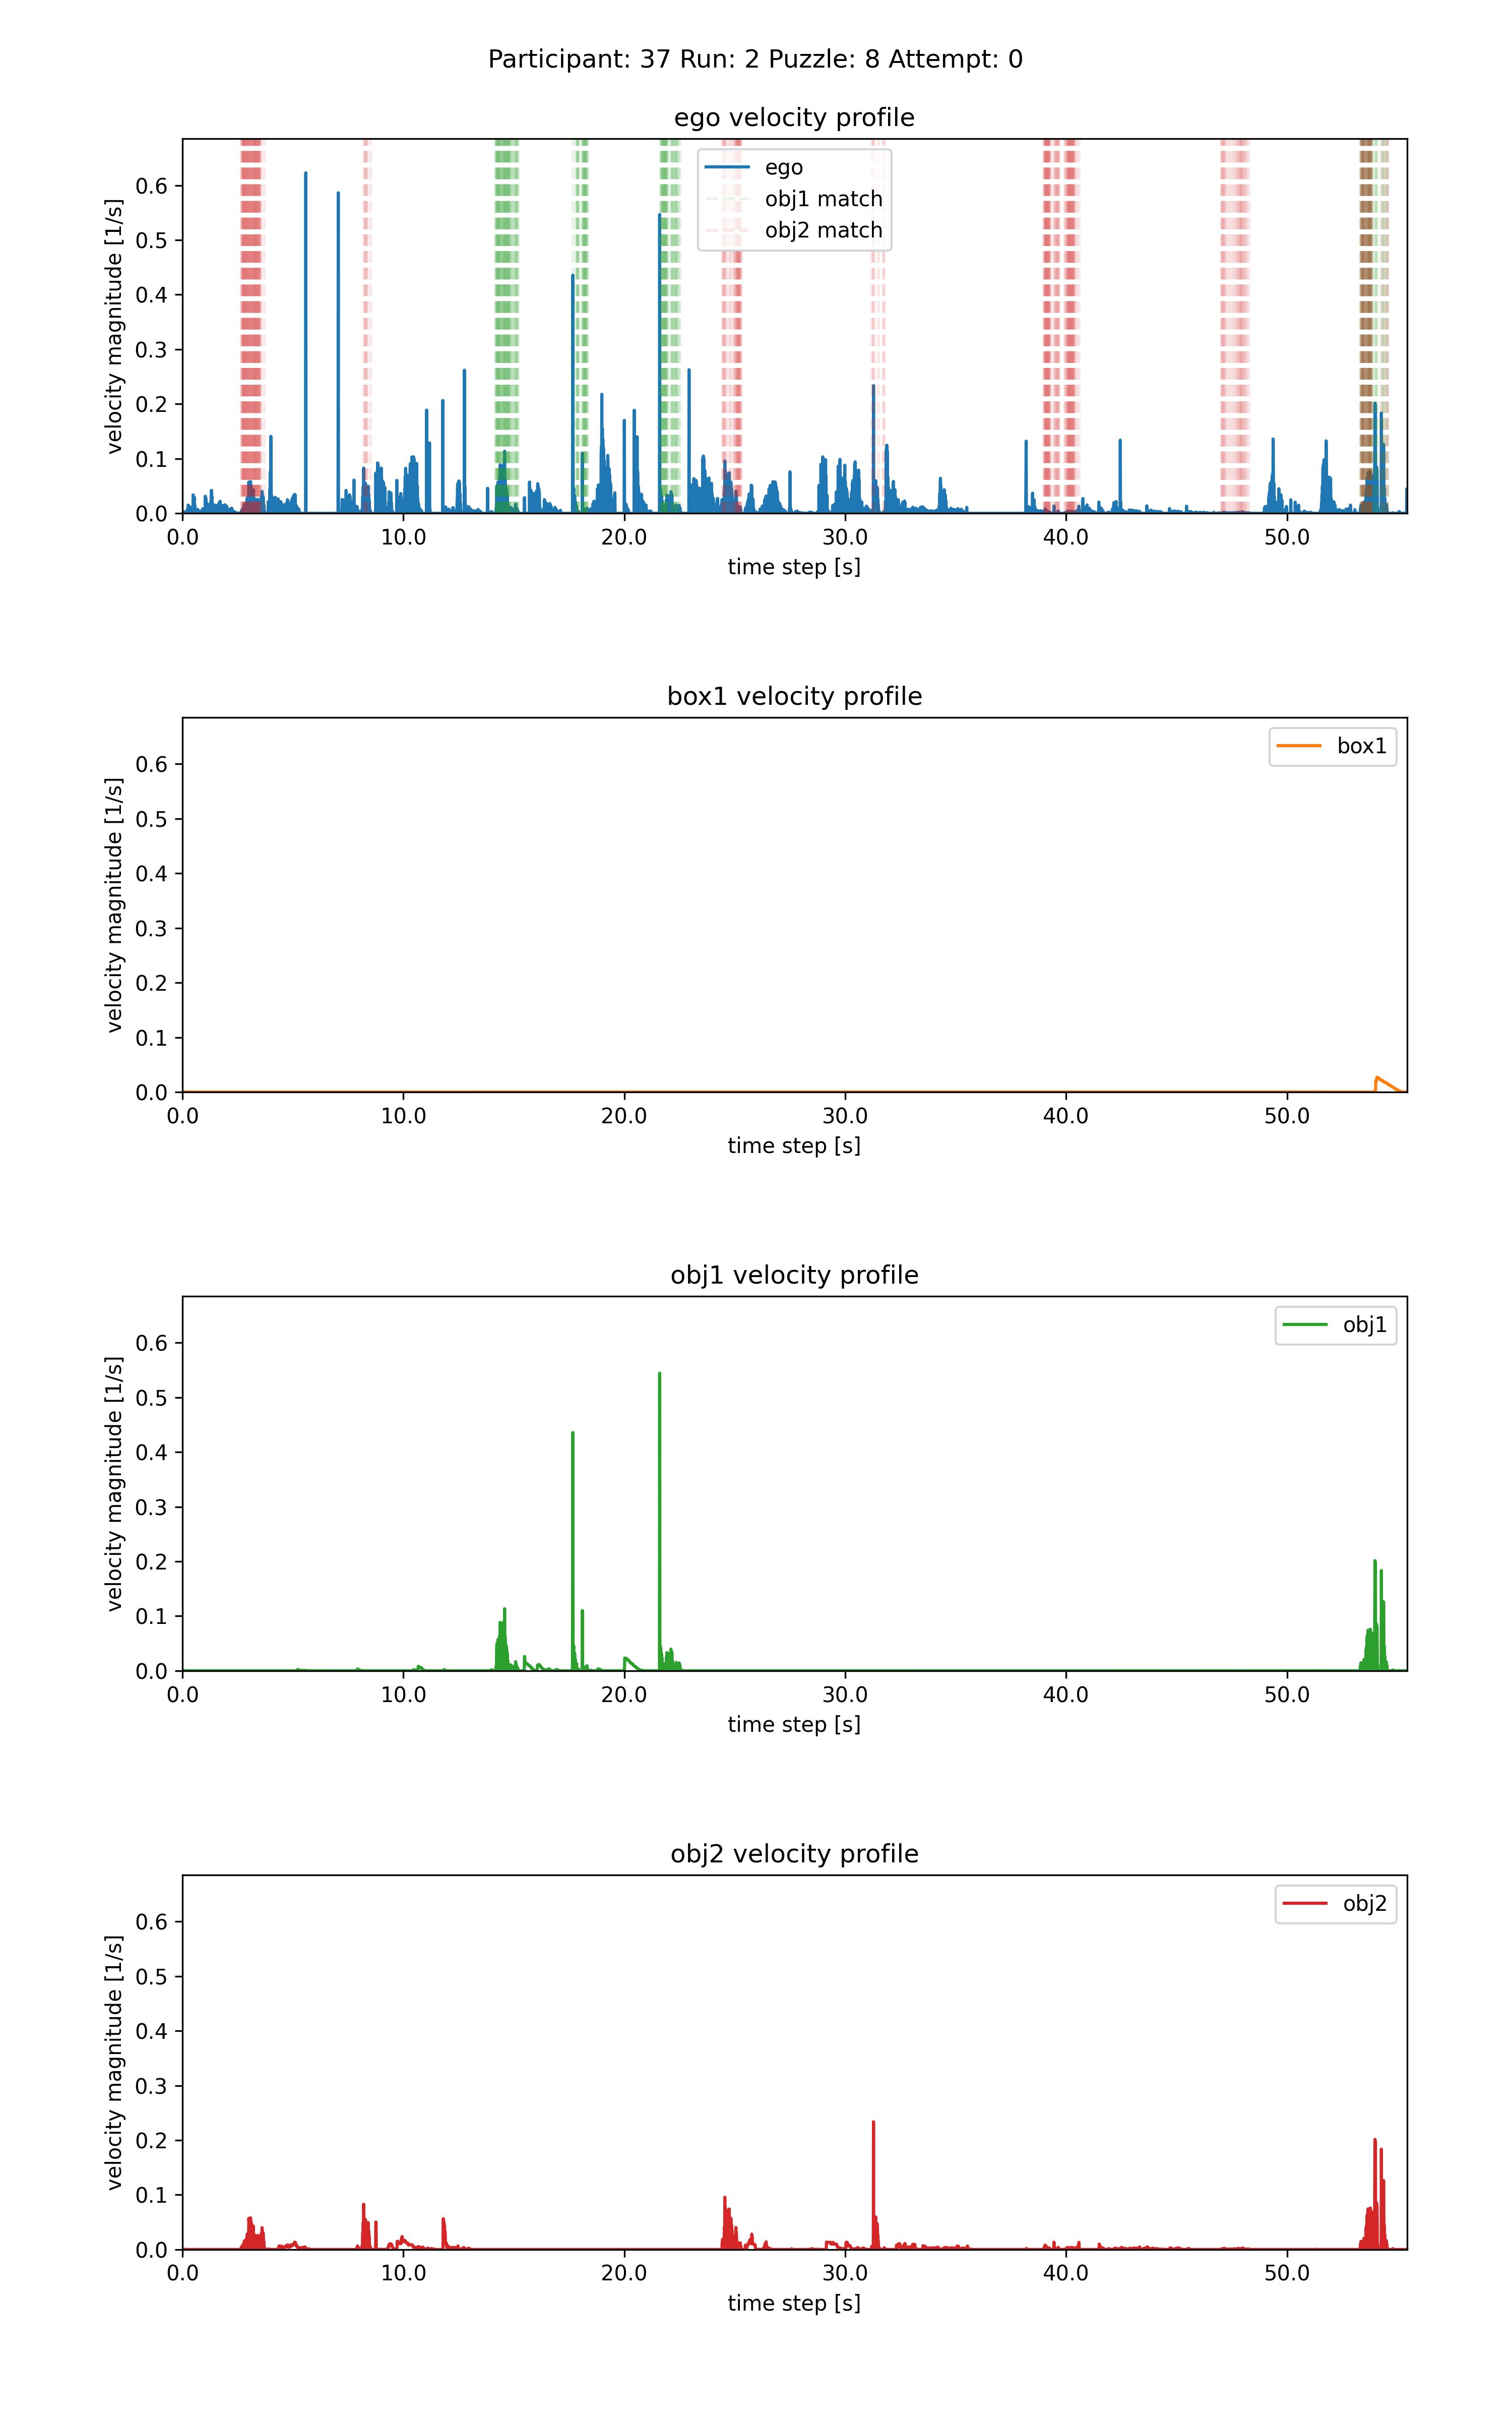 Participant: 37 Run: 2 Puzzle: 8 Attempt: 0
ego velocity profile
velocity magnitude [1/s]
0.6
0.5
0.4
0.3
0.2
0.1
0.0
ego
obj1 match
obj2 match
0.0 10.0 20.0 30.0 40.0 50.0
time step [s]
box1 velocity profile
velocity magnitude [1/s]
0.6
0.5
0.4
0.3
0.2
0.1
0.0
box1
0.0 10.0 20.0 30.0 40.0 50.0
time step [s]
obj1 velocity profile
velocity magnitude [1/s]
0.6
0.5
0.4
0.3
0.2
0.1
0.0
obj1
0.0 10.0 20.0 30.0 40.0 50.0
time step [s]
obj2 velocity profile
velocity magnitude [1/s]
0.6
0.5
0.4
0.3
0.2
0.1
0.0
obj2
0.0 10.0 20.0 30.0 40.0 50.0
time step [s]